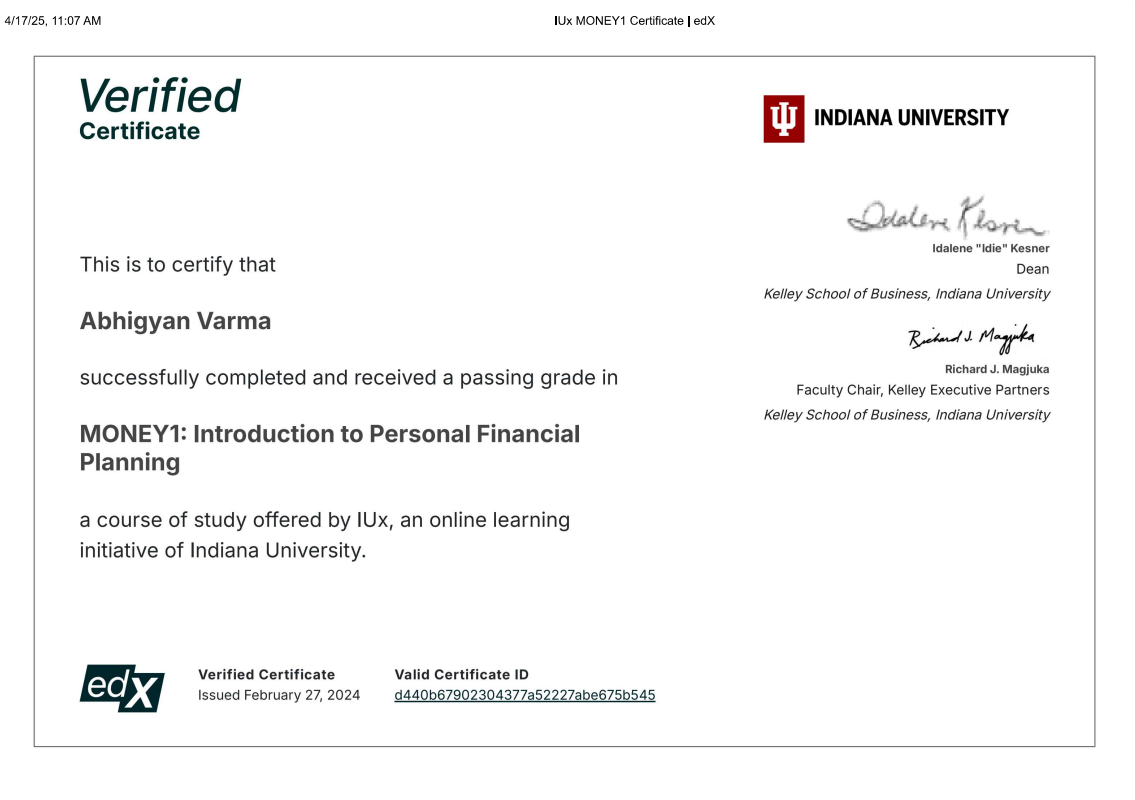 4/17/25, 11:07 AM
IUx MONEY1 Certificate | edX
Verified
Certificate
INDIANA UNIVERSITY
Idalene Kesner
Idalene "Idie" Kesner
Dean
Kelley School of Business, Indiana University
Richard J. Magjuka
Richard J. Magjuka
Faculty Chair, Kelley Executive Partners
Kelley School of Business, Indiana University
This is to certify that
Abhigyan Varma
successfully completed and received a passing grade in
MONEY1: Introduction to Personal Financial
Planning
a course of study offered by IUx, an online learning
initiative of Indiana University.
edX
Verified Certificate
Issued February 27, 2024
Valid Certificate ID
d440b67902304377a52227abe675b545